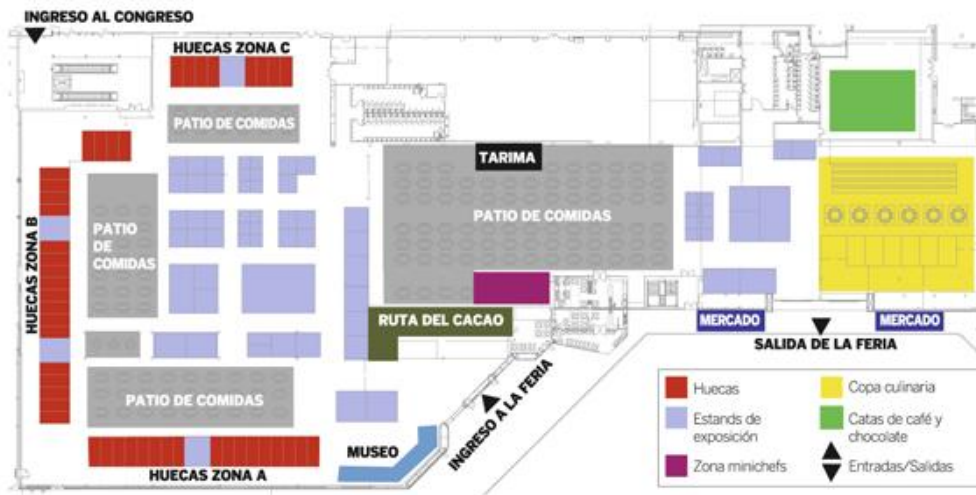 INGRESO AL CONGRESO
HUECAS ZONA C
PATIO DE COMIDAS
TARIMA
PATIO DE COMIDAS
HUECAS ZONA B
PATIO
DE
COMIDAS
RUTA DEL CACAO
MERCADO
MERCADO
SALIDA DE LA FERIA
PATIO DE COMIDAS
INGRESO A LA FERIA
MUSEO
HUECAS ZONA A
Huecas
Estands de
exposición
Zona minichefs
Copa culinaria
Catas de café y
chocolate
Entradas/Salidas